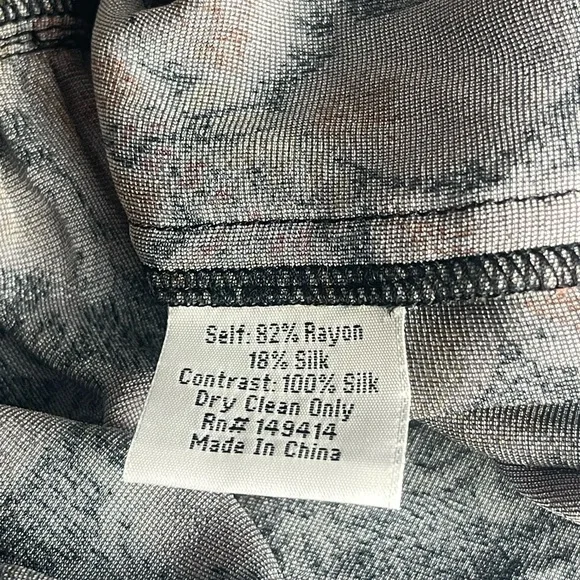 Self: 82% Rayon
18% Silk
Contrast: 100% Silk
Dry Clean Only
Rn# 149414
Made In China